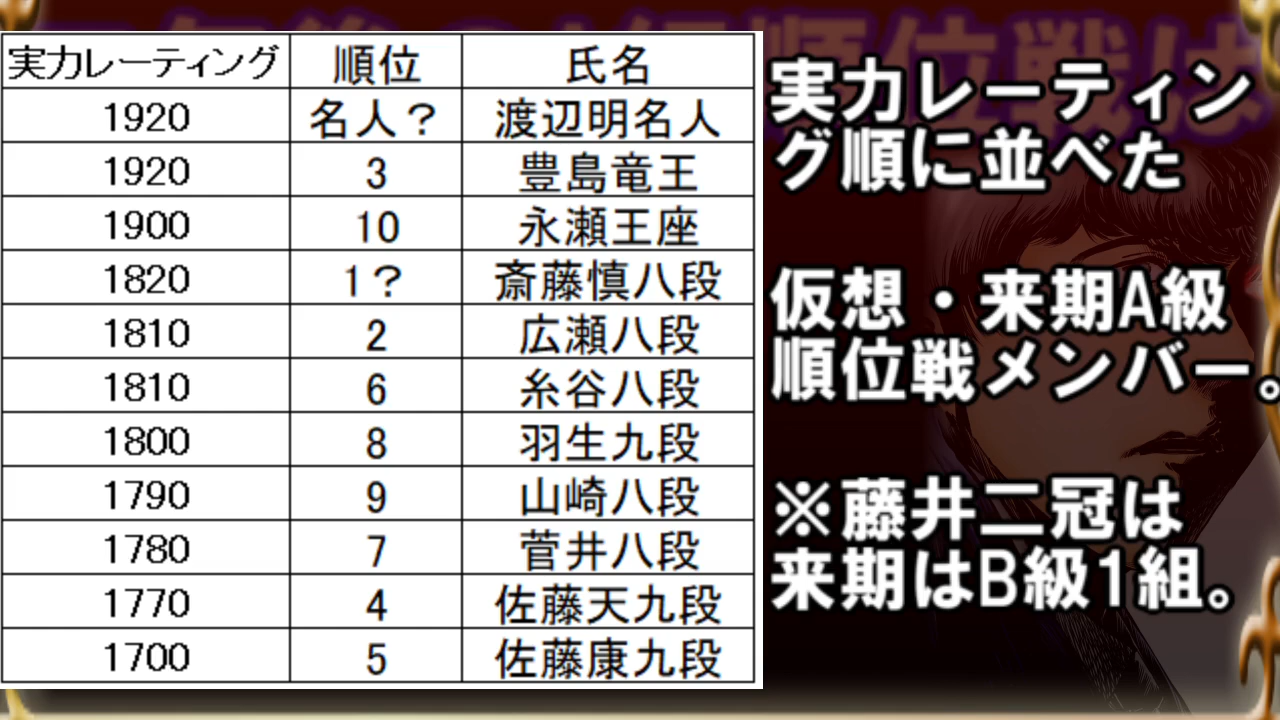 実力レーティング 順位 氏名
1920 名人？ 渡辺明名人
1920 3 豊島竜王
1900 10 永瀬王座
1820 1？ 斎藤慎八段
1810 2 広瀬八段
1810 6 糸谷八段
1800 8 羽生九段
1790 9 山崎八段
1780 7 菅井八段
1770 4 佐藤天九段
1700 5 佐藤康九段
実力レーティン
グ順に並べた
仮想・来期A級
順位戦メンバー。
※藤井二冠は
来期はB級1組。